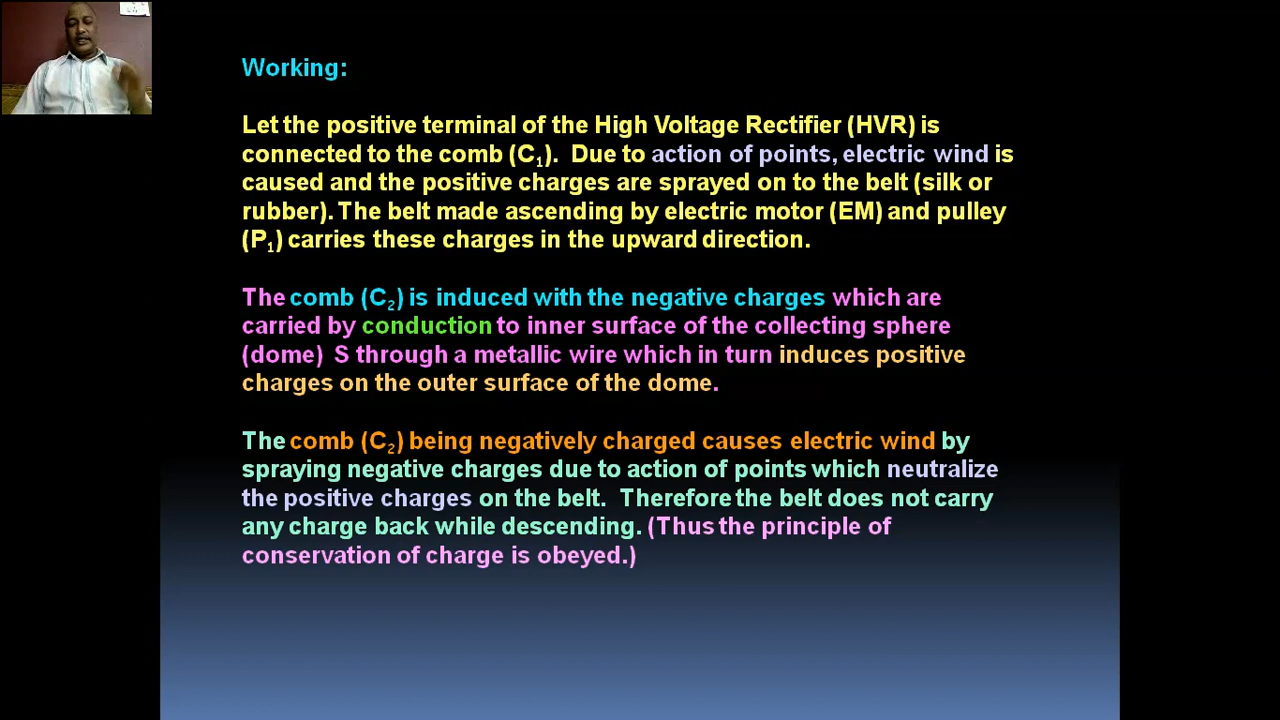 Working:
Let the positive terminal of the High Voltage Rectifier (HVR) is
connected to the comb (C₁). Due to action of points, electric wind is
caused and the positive charges are sprayed on to the belt (silk or
rubber). The belt made ascending by electric motor (EM) and pulley
(P₁) carries these charges in the upward direction.
The comb (C₂) is induced with the negative charges which are
carried by conduction to inner surface of the collecting sphere
(dome) S through a metallic wire which in turn induces positive
charges on the outer surface of the dome.
The comb (C₂) being negatively charged causes electric wind by
spraying negative charges due to action of points which neutralize
the positive charges on the belt. Therefore the belt does not carry
any charge back while descending. (Thus the principle of
conservation of charge is obeyed.)